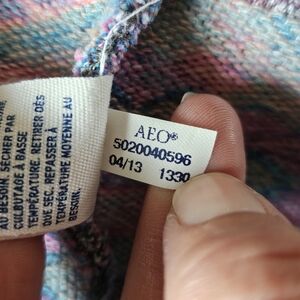 AU BESOIN. SÉCHER PAR
CULBUTAGE À BASSE
TEMPÉRATURE. RETIRER DÈS
QUE SEC. REPASSER À
TEMPÉRATURE MOYENNE AU
BESOIN.
AEO®
5020040596
04/13 1330